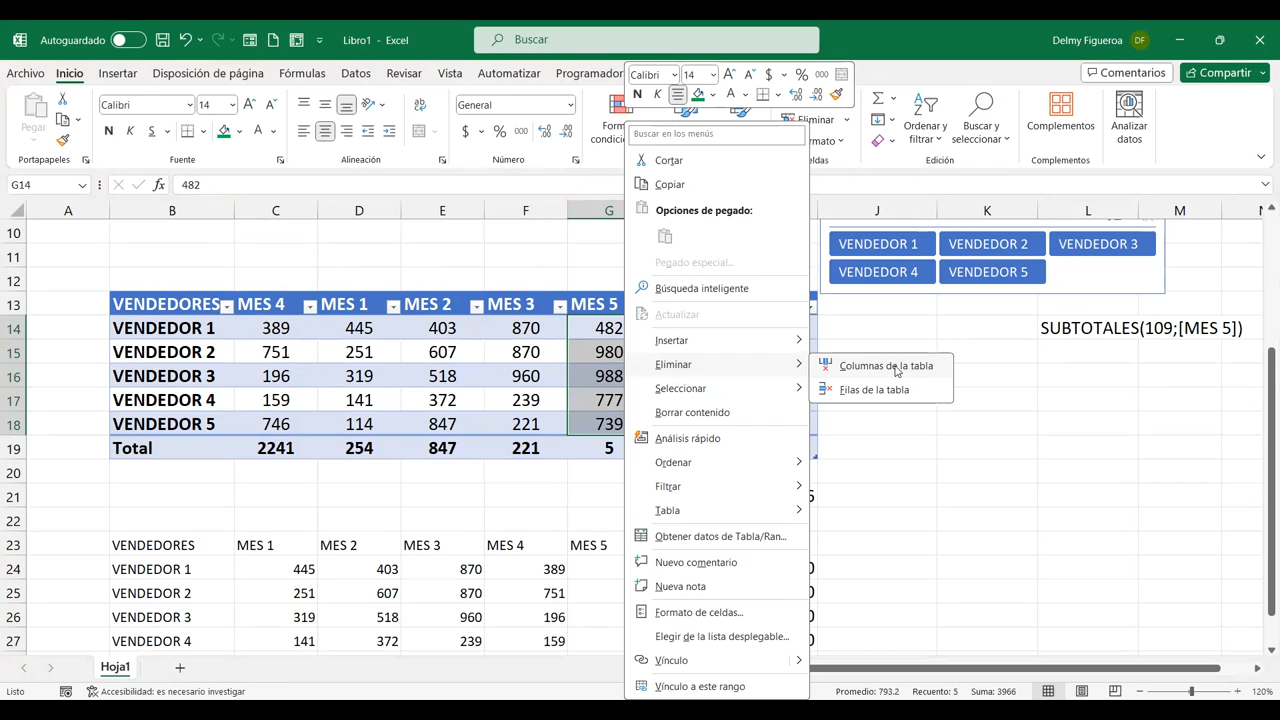 Autoguardado
Libro1 - Excel
Buscar
Delmy Figueroa DF
Archivo Inicio Insertar Disposición de página Fórmulas Datos Revisar Vista Automatizar Programador
Comentarios Compartir
Calibri 14 $ % 000
N K
Pegar
Portapapeles
Calibri 14
N K S
Fuente
Alineación
General
$ % 000
Número
Eliminar
Edición
Ordenar y filtrar
Buscar y seleccionar
Complementos
Complementos
Analizar datos
G14 fx 482
A B C D E F G J K L M
10
11
12
VENDEDOR 1 VENDEDOR 2 VENDEDOR 3
VENDEDOR 4 VENDEDOR 5
13 VENDEDORES MES 4 MES 1 MES 2 MES 3 MES 5
14 VENDEDOR 1 389 445 403 870 482
SUBTOTALES(109;[MES 5])
15 VENDEDOR 2 751 251 607 870 980
16 VENDEDOR 3 196 319 518 960 988
17 VENDEDOR 4 159 141 372 239 777
18 VENDEDOR 5 746 114 847 221 739
19 Total 2241 254 847 221 5
20
21
22
23 VENDEDORES MES 1 MES 2 MES 3 MES 4 MES 5
24 VENDEDOR 1 445 403 870 389
25 VENDEDOR 2 251 607 870 751
26 VENDEDOR 3 319 518 960 196
27 VENDEDOR 4 141 372 239 159
Buscar en los menús
Cortar
Copiar
Opciones de pegado:
Pegado especial...
Búsqueda inteligente
Actualizar
Insertar
Eliminar
Seleccionar
Borrar contenido
Análisis rápido
Ordenar
Filtrar
Tabla
Obtener datos de Tabla/Ran...
Nuevo comentario
Nueva nota
Formato de celdas...
Elegir de la lista desplegable...
Vínculo
Vínculo a este rango
Columnas de la tabla
Filas de la tabla
Hoja1
Listo
Accesibilidad: es necesario investigar
Promedio: 793.2 Recuento: 5 Suma: 3966
120%